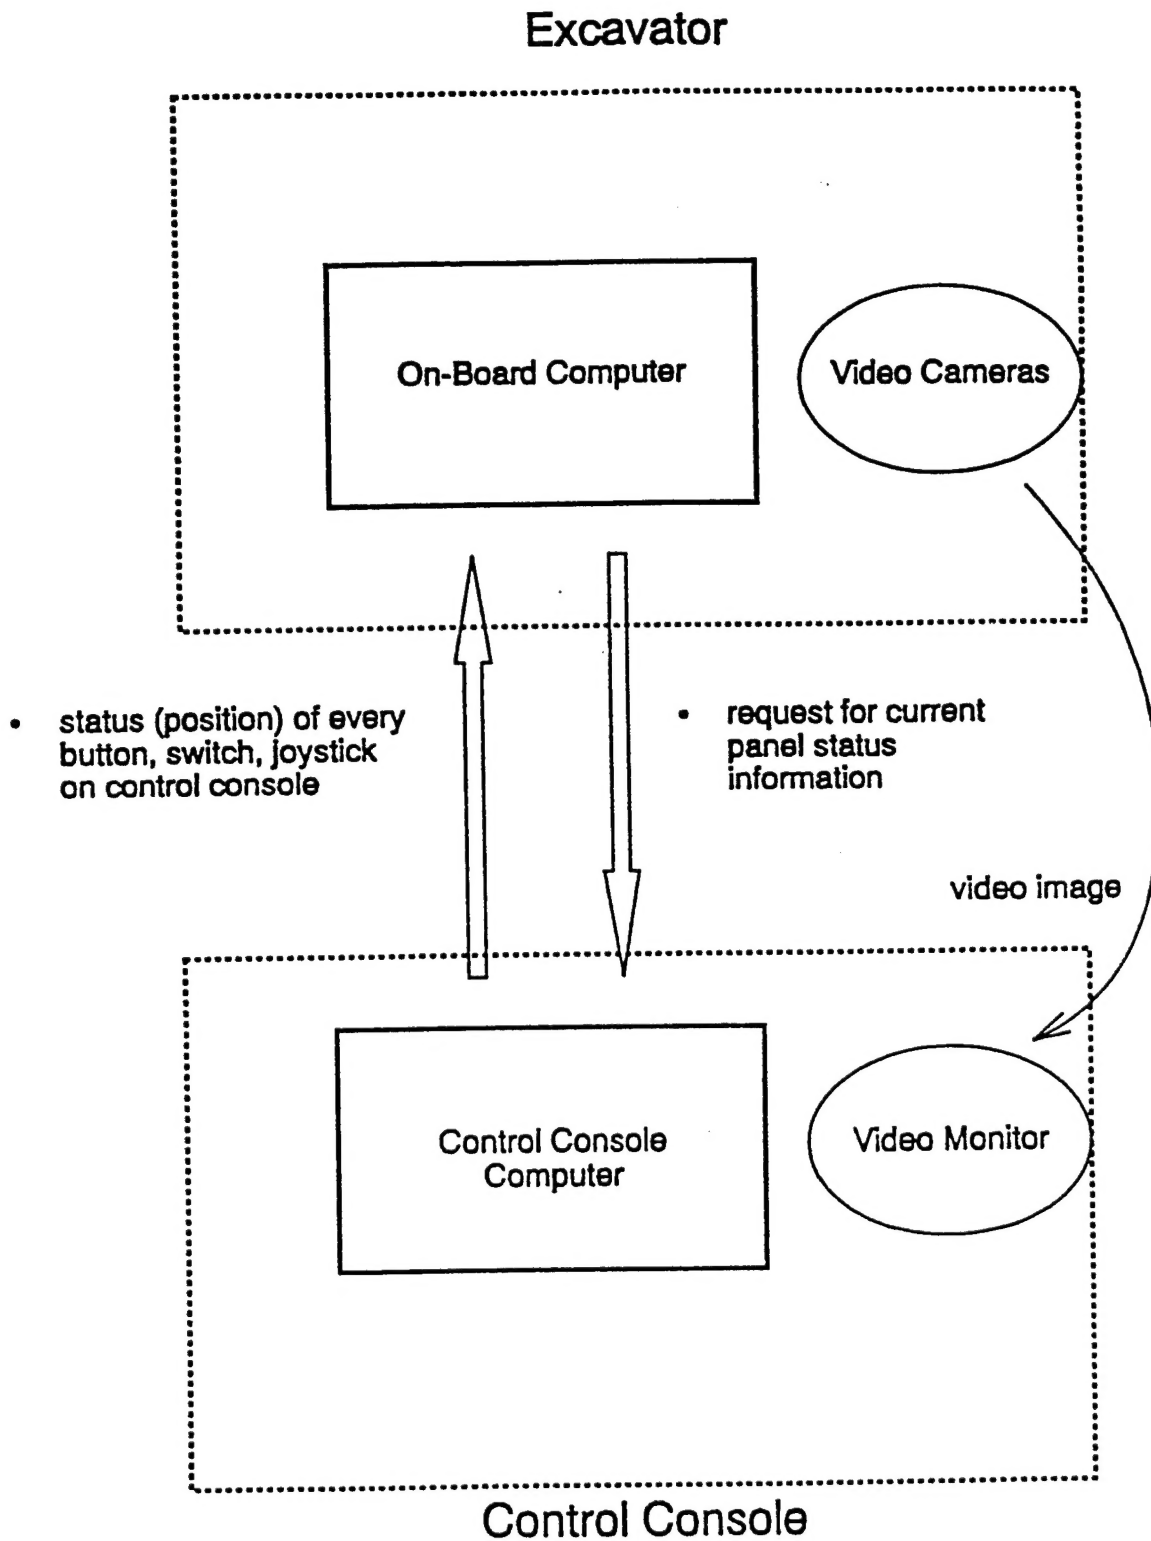 Excavator
On-Board Computer
Video Cameras
• status (position) of every
button, switch, joystick
on control console
• request for current
panel status
information
video image
Control Console
Computer
Video Monitor
Control Console